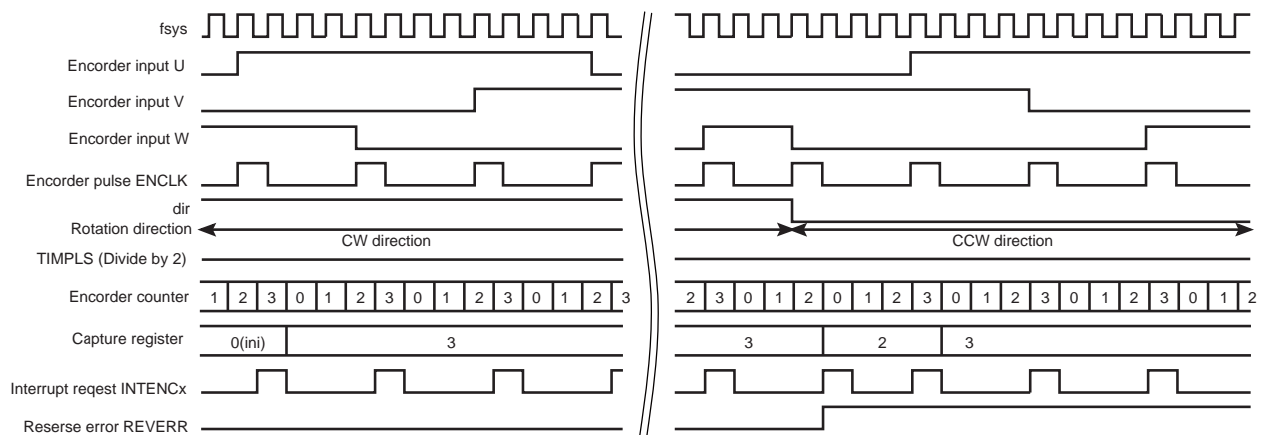 fsys
Encorder input U
Encorder input V
Encorder input W
Encorder pulse ENCLK
dir
Rotation direction
CW direction CCW direction
TIMPLS (Divide by 2)
Encorder counter 1 2 3 0 1 2 3 0 1 2 3 0 1 2 3 2 3 0 1 2 0 1 2 3 0 1 2 3 0 1 2 3 0 1 2
Capture register 0(ini) 3 3 2 3
Interrupt reqest INTENCx
Reserse error REVERR